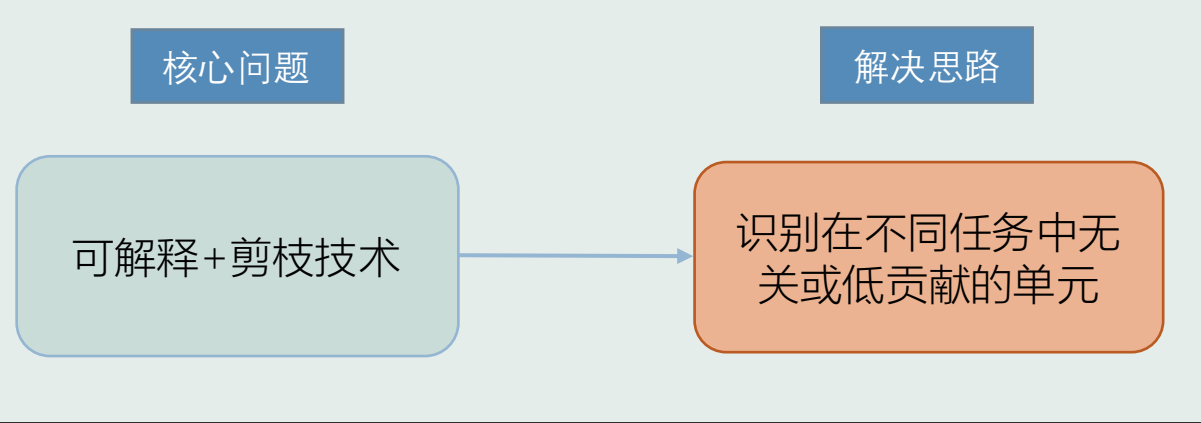 核心问题
解决思路
可解释+剪枝技术
识别在不同任务中无
关或低贡献的单元